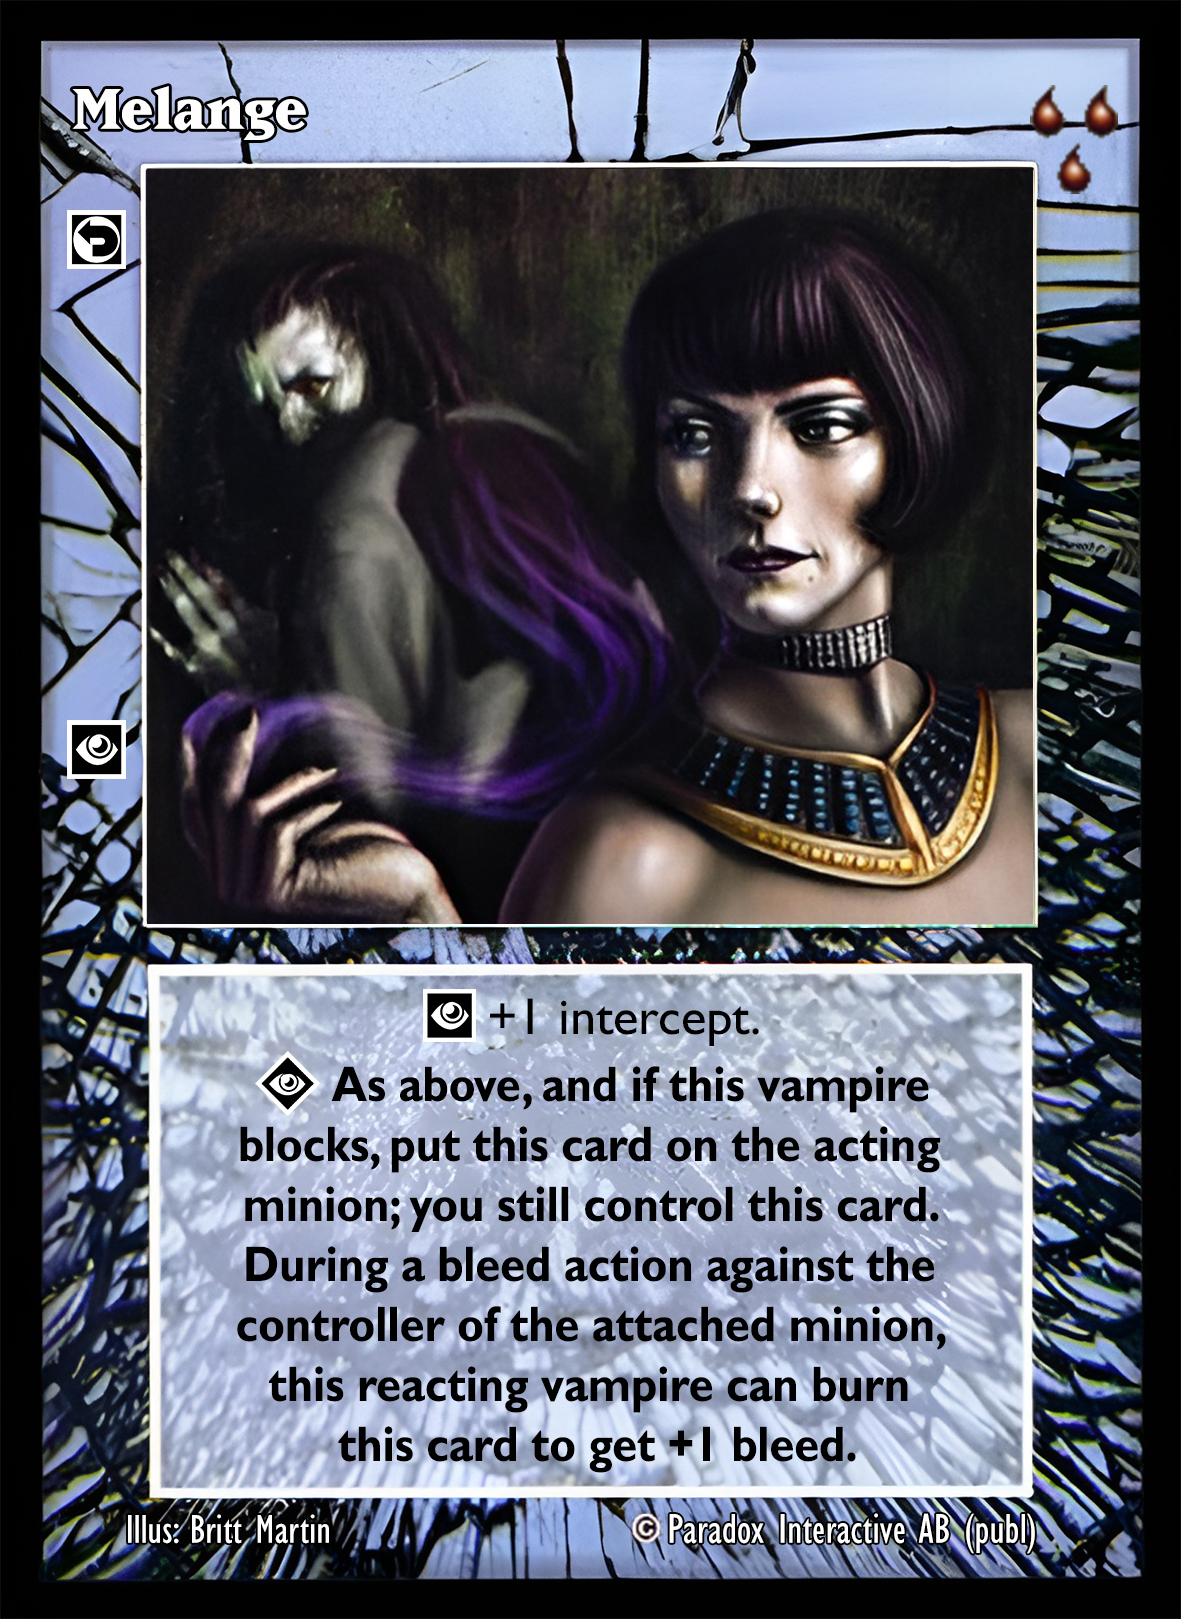 Melange
+1 intercept.
As above, and if this vampire
blocks, put this card on the acting
minion; you still control this card.
During a bleed action against the
controller of the attached minion,
this reacting vampire can burn
this card to get +1 bleed.
Illus: Britt Martin
© Paradox Interactive AB (publ)